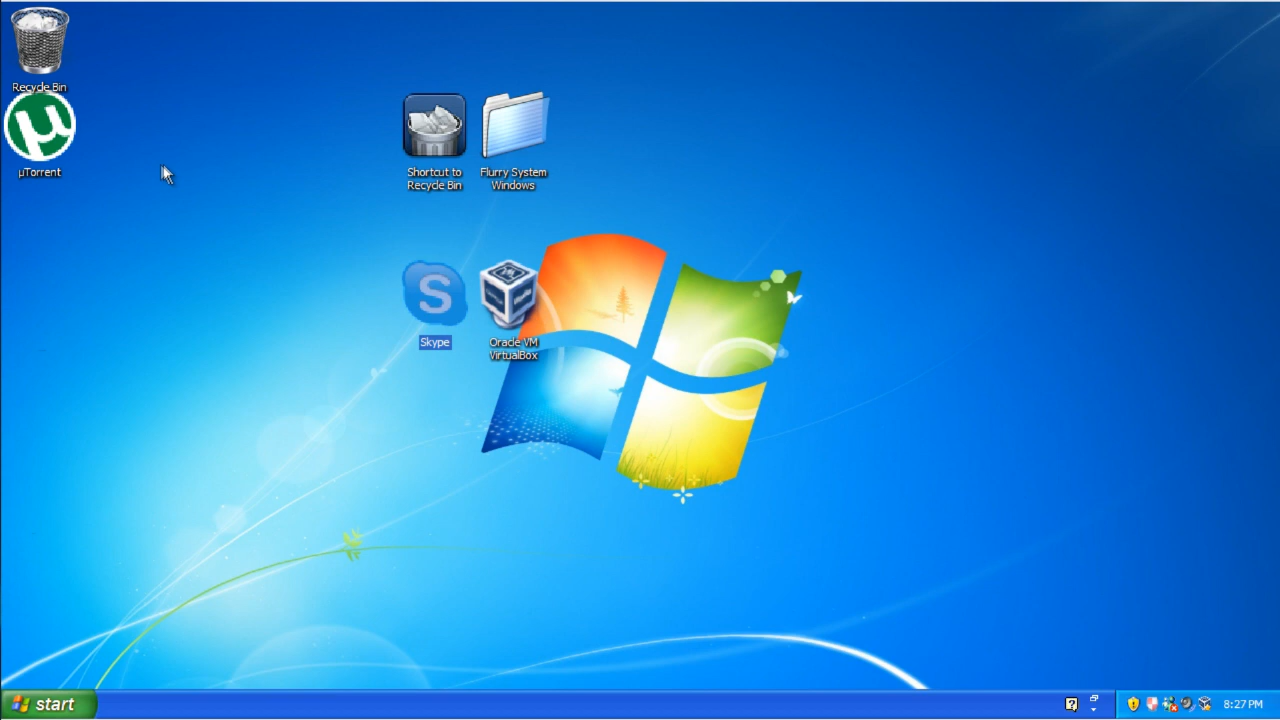 Recycle Bin
µTorrent
Shortcut to
Recycle Bin
Flurry System
Windows
S
Skype
Oracle VM
VirtualBox
start
?
8:27 PM